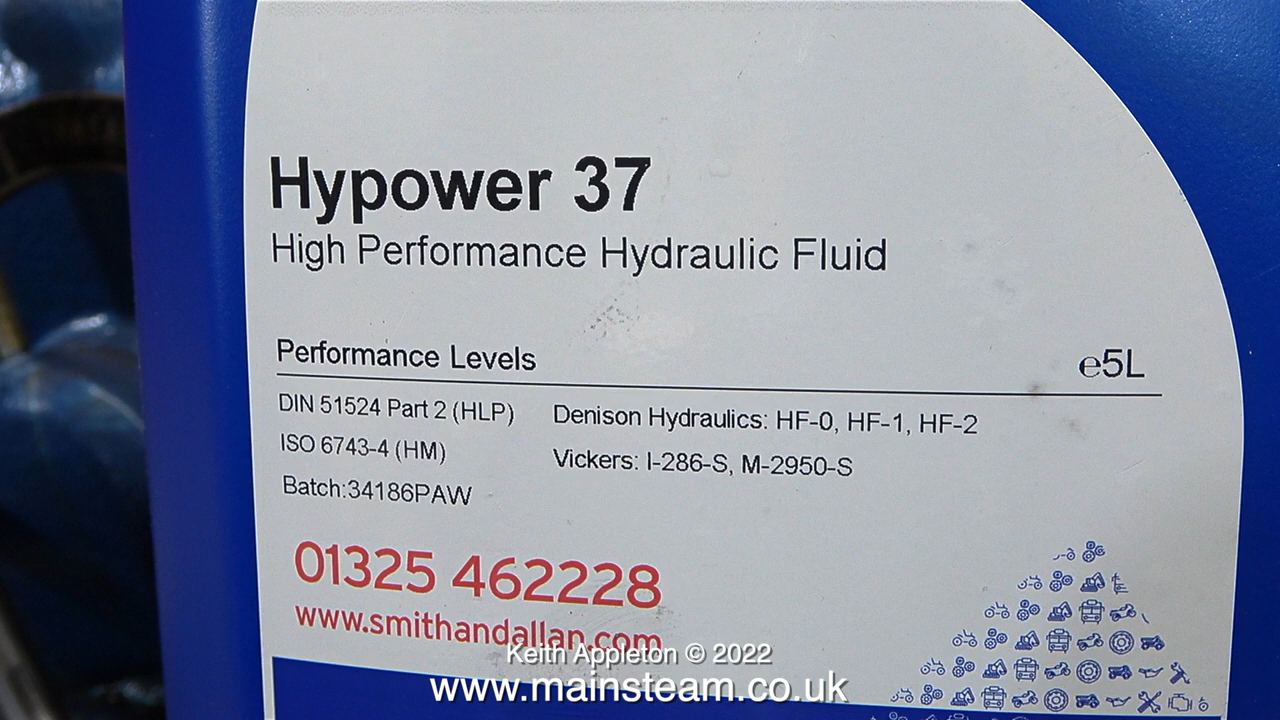 Hypower 37
High Performance Hydraulic Fluid
Performance Levels
℮5L
DIN 51524 Part 2 (HLP)
Denison Hydraulics: HF-0, HF-1, HF-2
ISO 6743-4 (HM)
Vickers: I-286-S, M-2950-S
Batch:34186PAW
01325 462228
www.smithandallan.com
Keith Appleton © 2022
www.mainsteam.co.uk